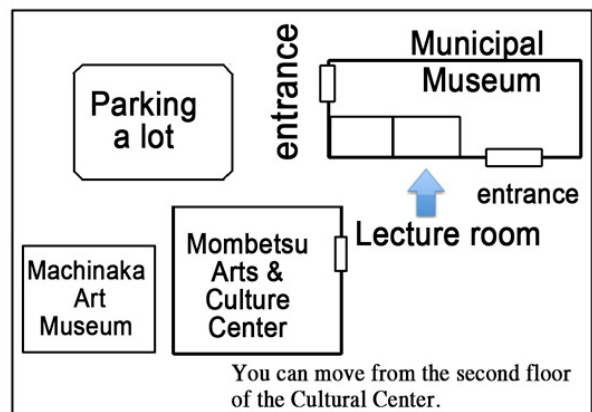 Municipal
Museum
entrance
Parking
a lot
entrance
Lecture room
Mombetsu
Arts &
Culture
Center
Machinaka
Art
Museum
You can move from the second floor
of the Cultural Center.